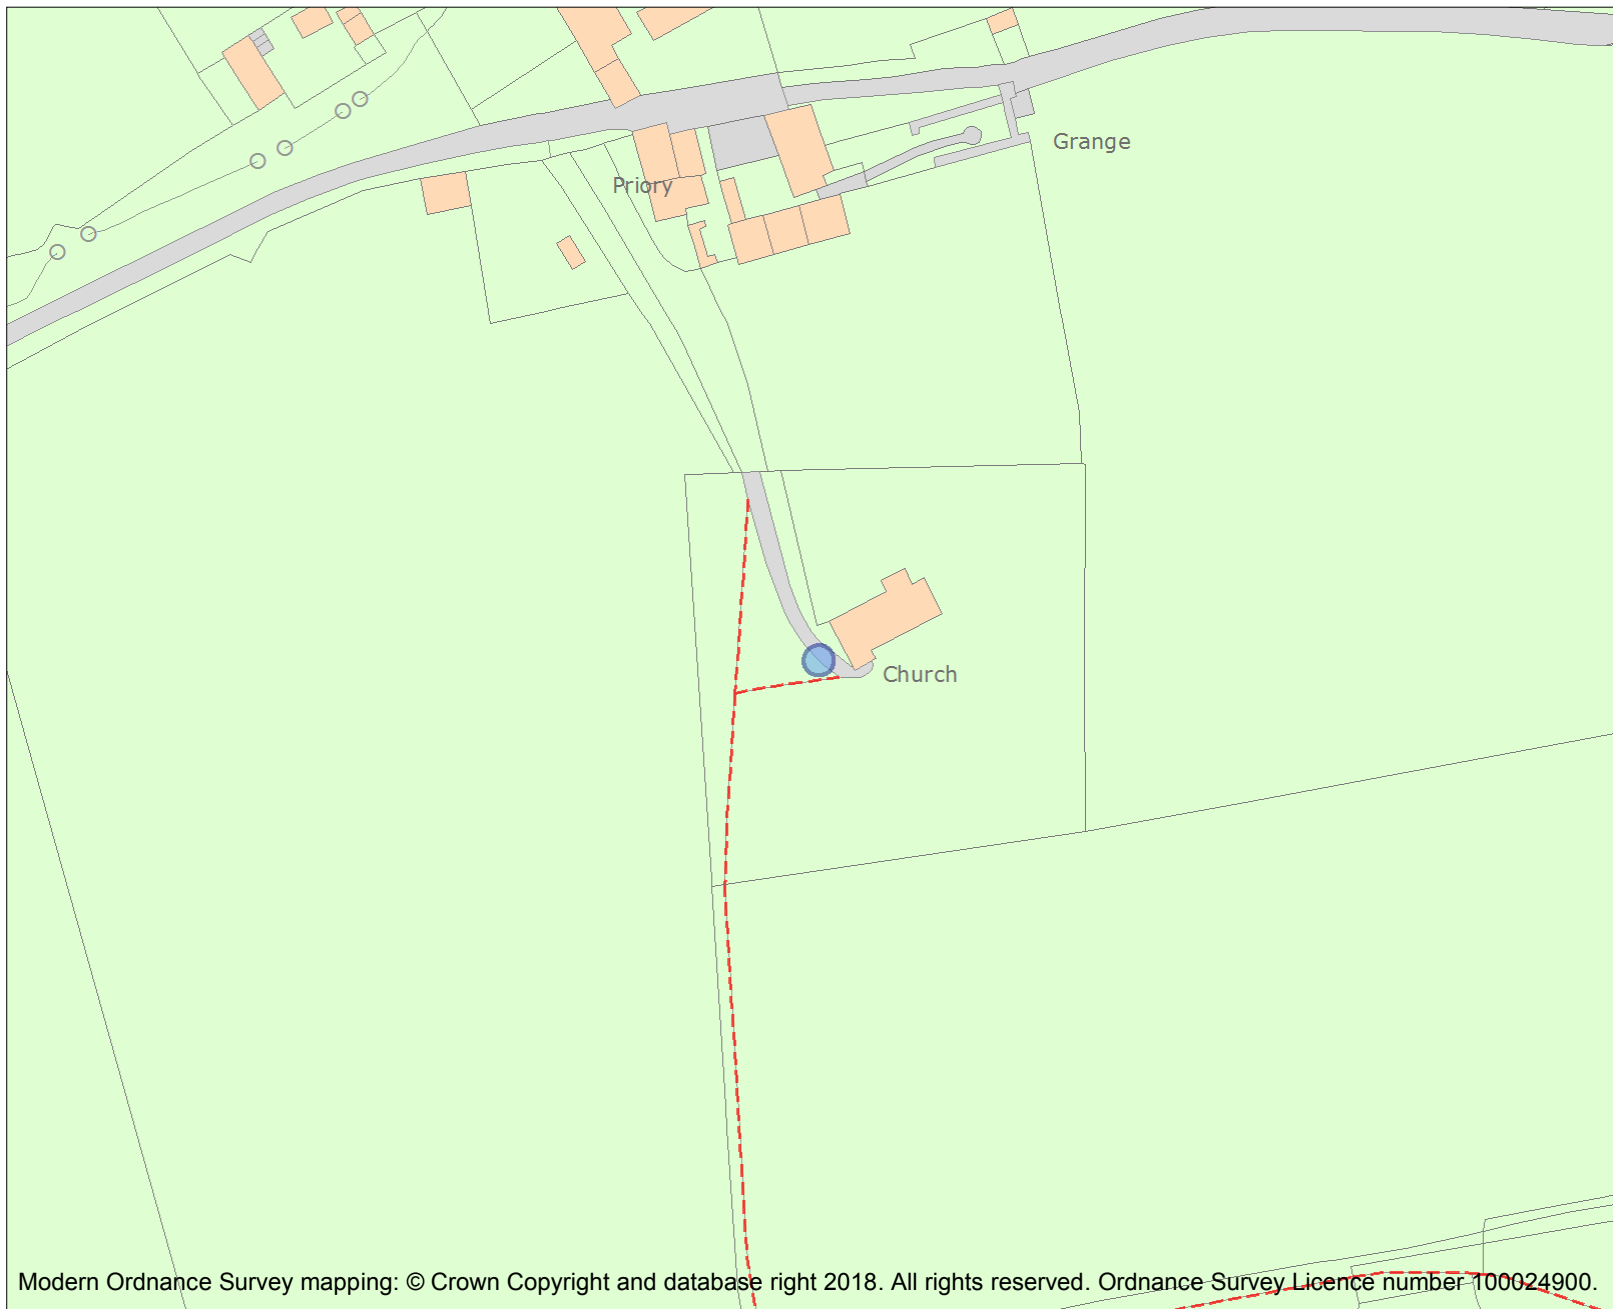 Grange
Priory
Church
Modern Ordnance Survey mapping: © Crown Copyright and database right 2018. All rights reserved. Ordnance Survey Licence number 100024900.